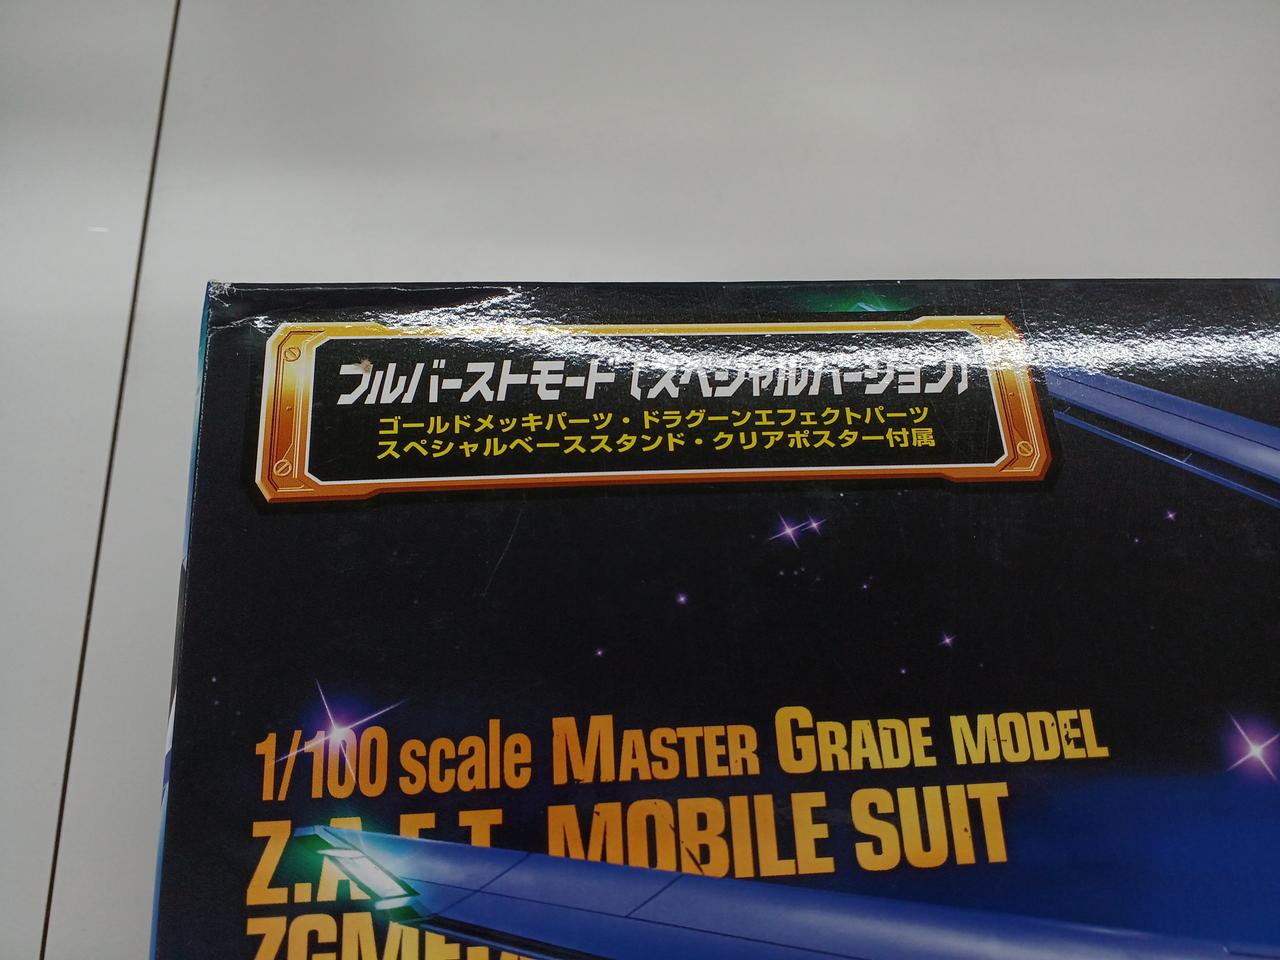 フルバーストモード〔スペシャルバージョン〕
ゴールドメッキパーツ・ドラグーンエフェクトパーツ
スペシャルベーススタンド・クリアポスター付属
1/100 scale MASTER GRADE MODEL
Z.A.F.T. MOBILE SUIT